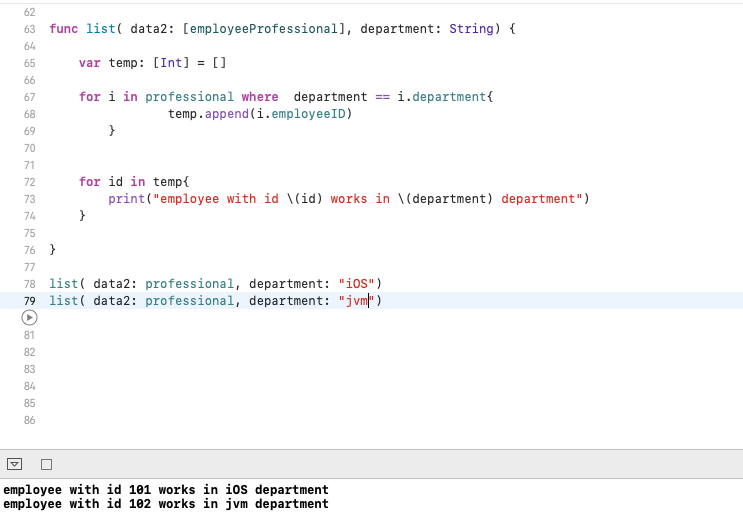 62
63 func list( data2: [employeeProfessional], department: String) {
64
65 var temp: [Int] = []
66
67 for i in professional where  department == i.department{
68 temp.append(i.employeeID)
69 }
70
71
72 for id in temp{
73 print("employee with id \(id) works in \(department) department")
74 }
75
76 }
77
78 list( data2: professional, department: "iOS")
79 list( data2: professional, department: "jvm")
81
82
83
84
85
86
employee with id 101 works in iOS department
employee with id 102 works in jvm department